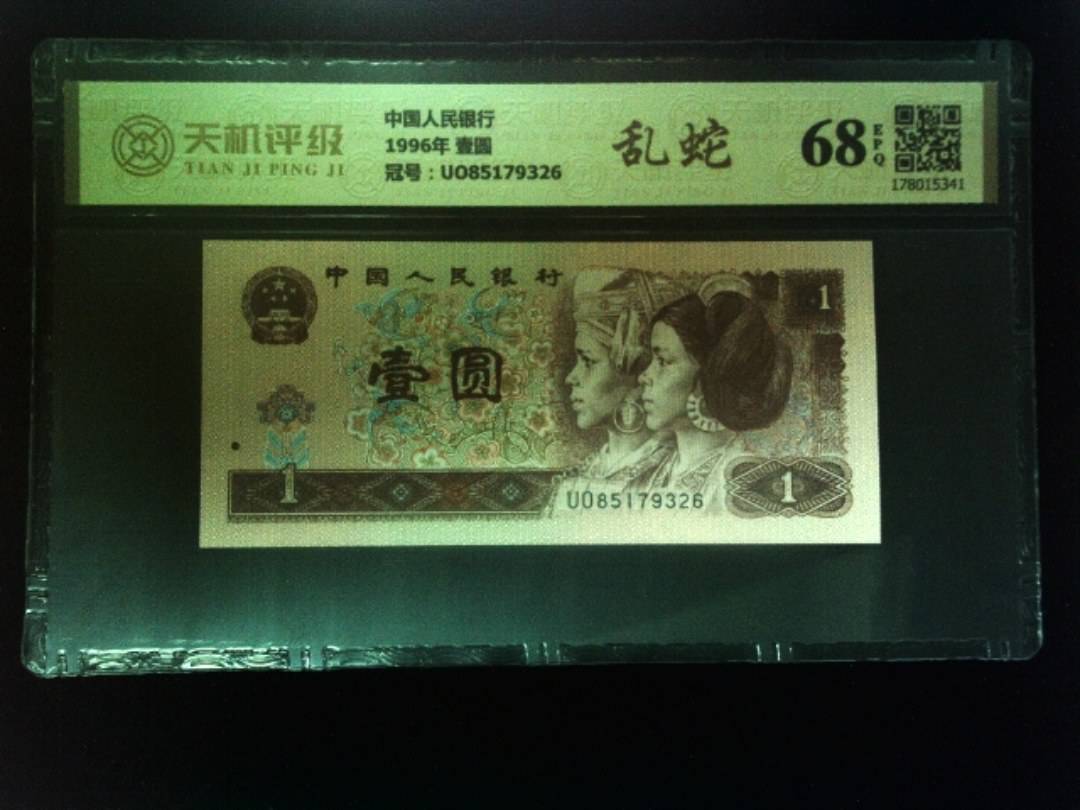 天机评级
TIAN JI PING JI
中国人民银行
1996年 壹圆
冠号：UO85179326
乱蛇
68
EPQ
178015341
中国人民银行
1
壹圆
1
UO85179326
1